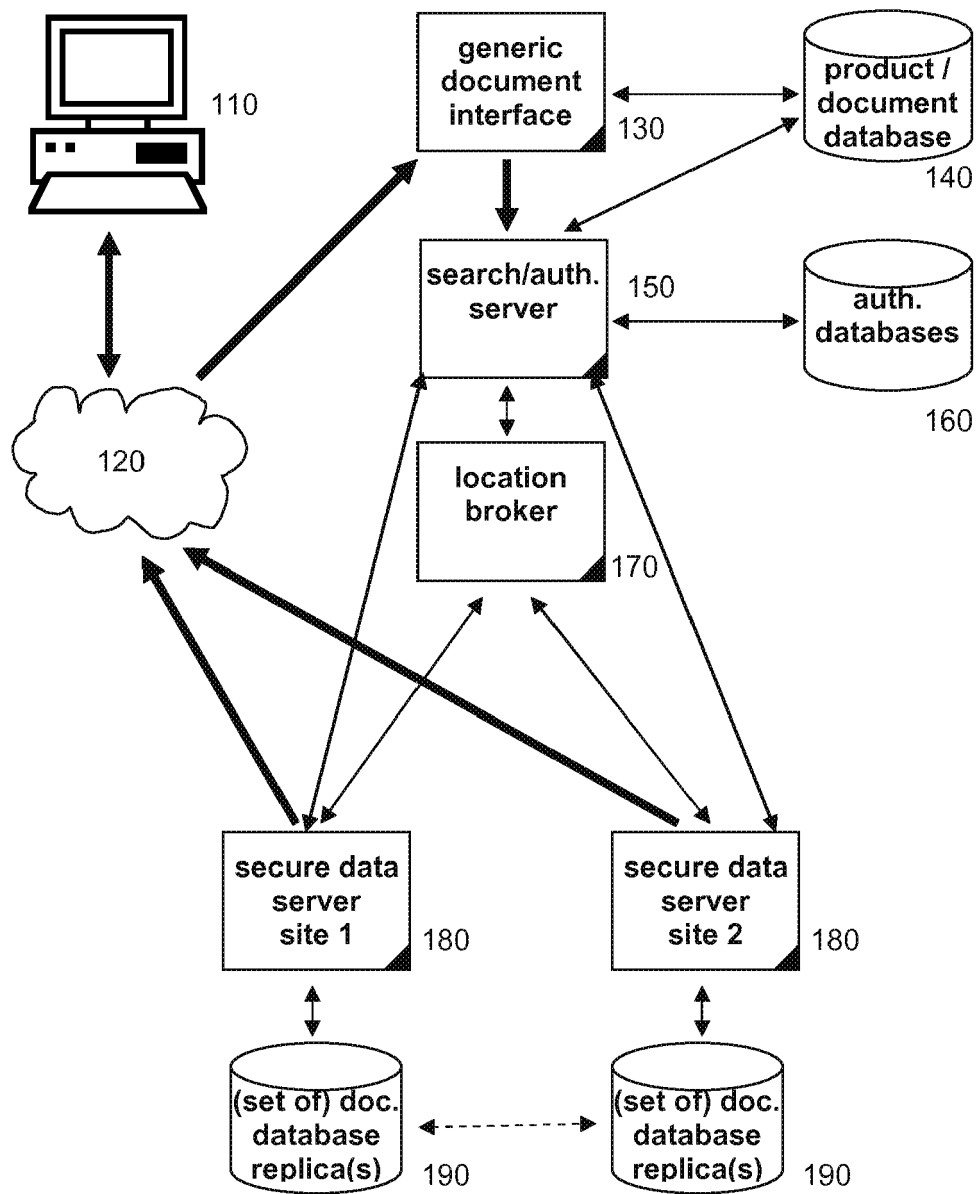 110
generic
document
interface
130
product /
document
database
140
search/auth.
server
150
auth.
databases
160
120
location
broker
170
secure data
server
site 1
180
secure data
server
site 2
180
(set of) doc.
database
replica(s)
190
(set of) doc.
database
replica(s)
190